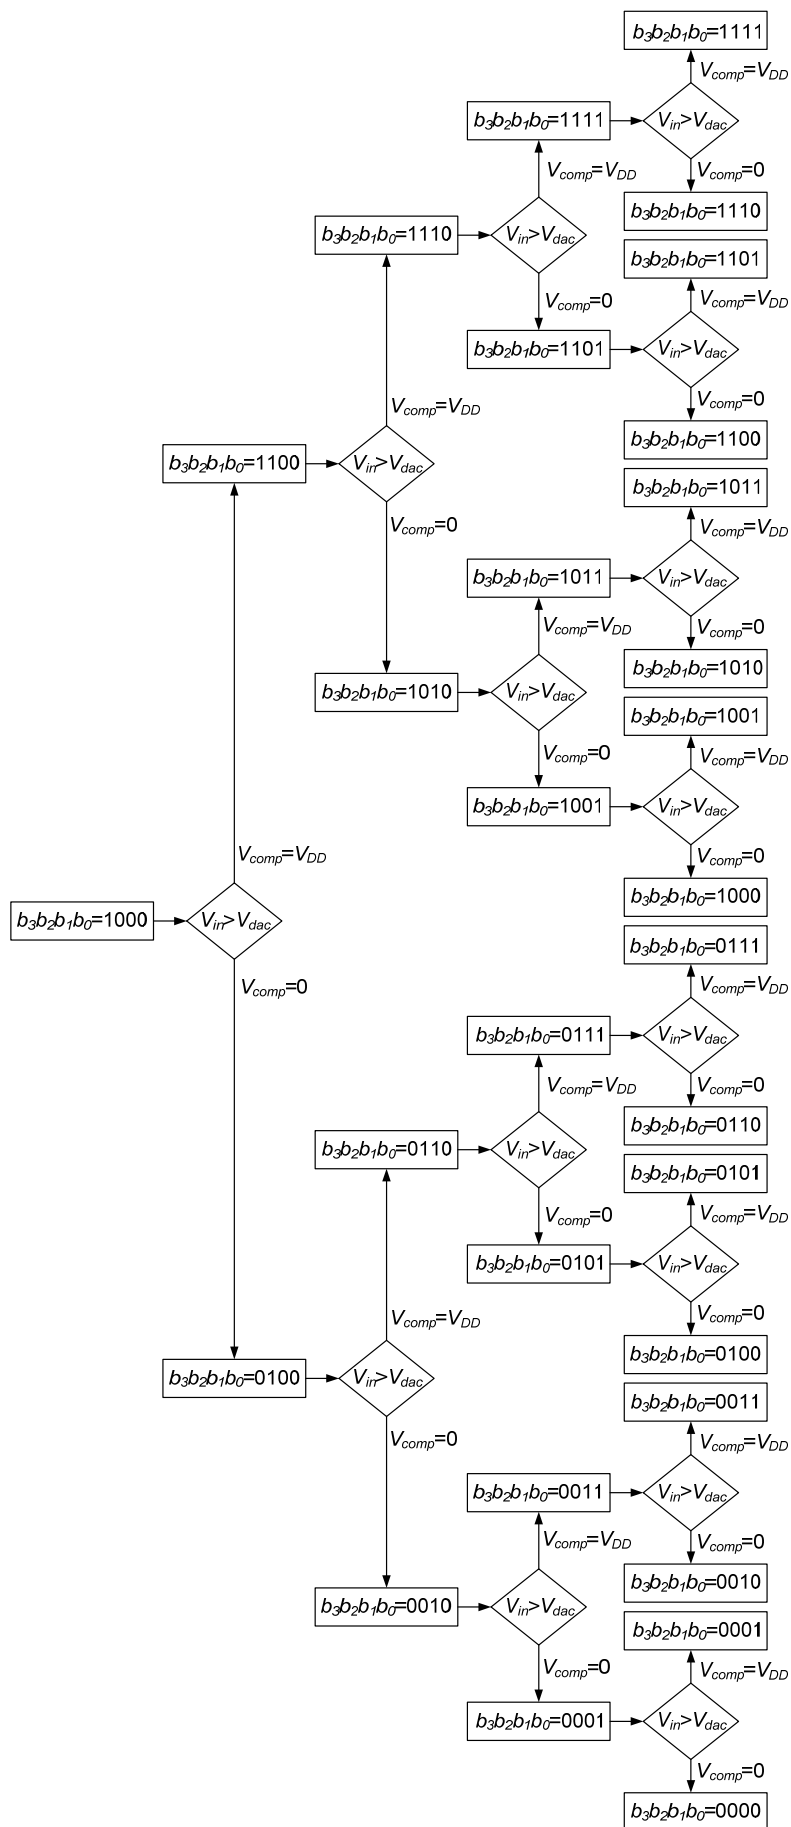 b3b2b1b0=1111
Vcomp=VDD
b3b2b1b0=1111
Vin>Vdac
Vcomp=0
Vcomp=VDD
b3b2b1b0=1110
b3b2b1b0=1110
Vin>Vdac
b3b2b1b0=1101
Vcomp=0
Vcomp=VDD
b3b2b1b0=1101
Vin>Vdac
Vcomp=0
Vcomp=VDD
b3b2b1b0=1100
b3b2b1b0=1100
Vin>Vdac
b3b2b1b0=1011
Vcomp=0
Vcomp=VDD
b3b2b1b0=1011
Vin>Vdac
Vcomp=VDD
Vcomp=0
b3b2b1b0=1010
b3b2b1b0=1010
Vin>Vdac
b3b2b1b0=1001
Vcomp=0
Vcomp=VDD
b3b2b1b0=1001
Vin>Vdac
Vcomp=VDD
Vcomp=0
b3b2b1b0=1000
b3b2b1b0=1000
Vin>Vdac
b3b2b1b0=0111
Vcomp=0
Vcomp=VDD
b3b2b1b0=0111
Vin>Vdac
Vcomp=VDD
Vcomp=0
b3b2b1b0=0110
b3b2b1b0=0110
Vin>Vdac
b3b2b1b0=0101
Vcomp=0
Vcomp=VDD
b3b2b1b0=0101
Vin>Vdac
Vcomp=VDD
Vcomp=0
b3b2b1b0=0100
b3b2b1b0=0100
Vin>Vdac
b3b2b1b0=0011
Vcomp=0
Vcomp=VDD
b3b2b1b0=0011
Vin>Vdac
Vcomp=VDD
Vcomp=0
b3b2b1b0=0010
b3b2b1b0=0010
Vin>Vdac
b3b2b1b0=0001
Vcomp=0
Vcomp=VDD
b3b2b1b0=0001
Vin>Vdac
Vcomp=0
b3b2b1b0=0000